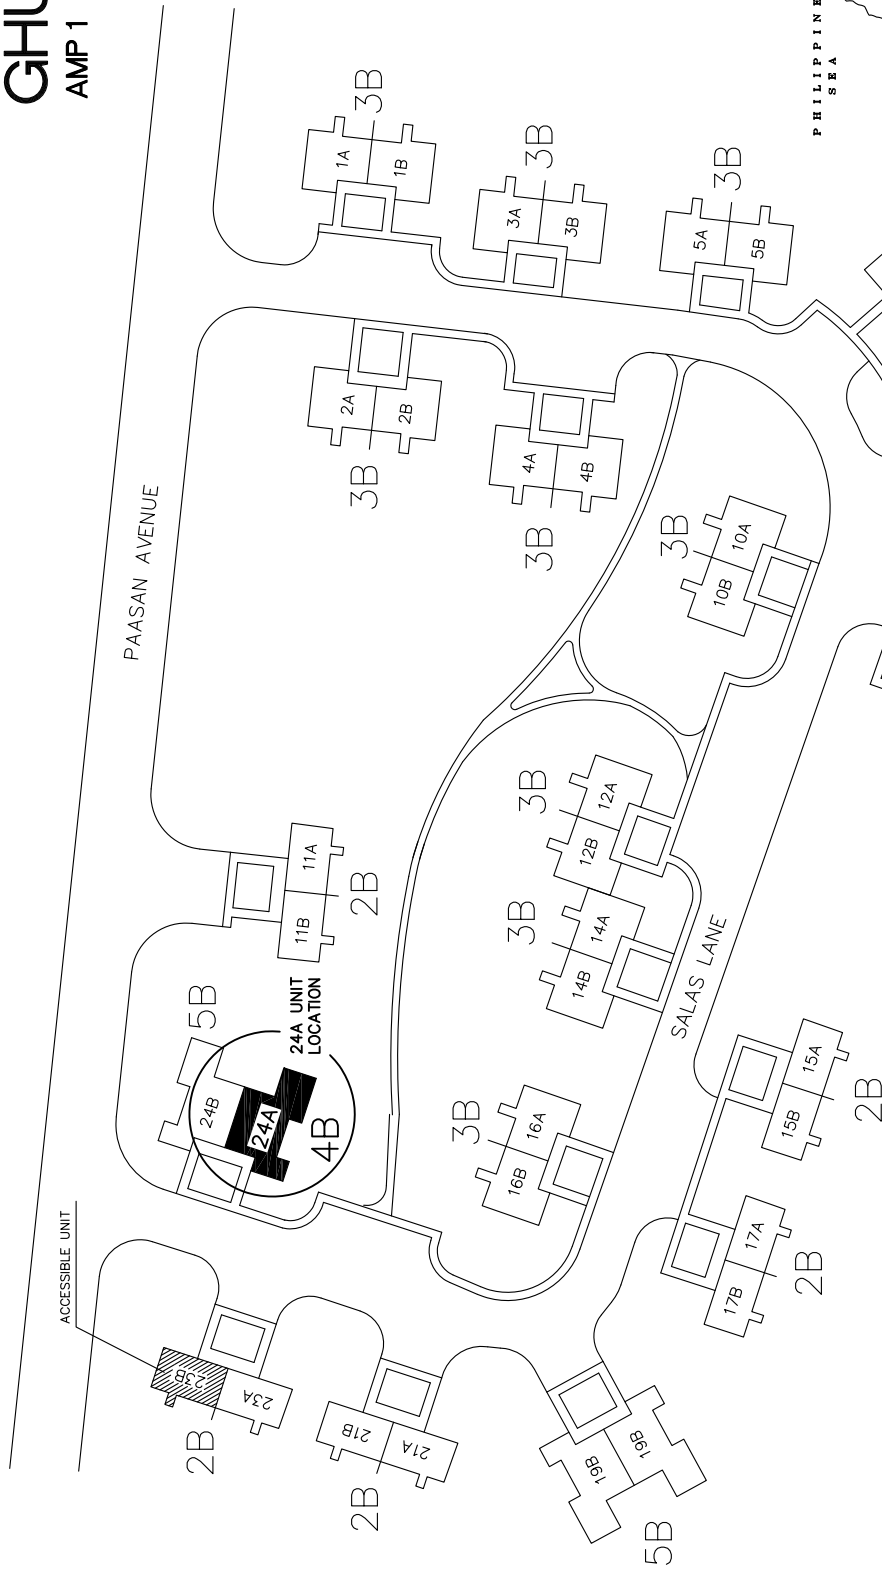 GHU
AMP 1
PHILIPPINE
SEA
PAASAN AVENUE
1A
1B
3B
3A
3B
3B
5A
5B
3B
2A
2B
3B
4A
4B
3B
10A
10B
3B
12A
12B
3B
14A
14B
3B
16A
16B
3B
11A
11B
2B
24A UNIT
LOCATION
5B
24B
24A
4B
SALAS LANE
15A
15B
2B
17A
17B
2B
ACCESSIBLE UNIT
23B
23A
2B
21B
21A
2B
19B
19B
5B